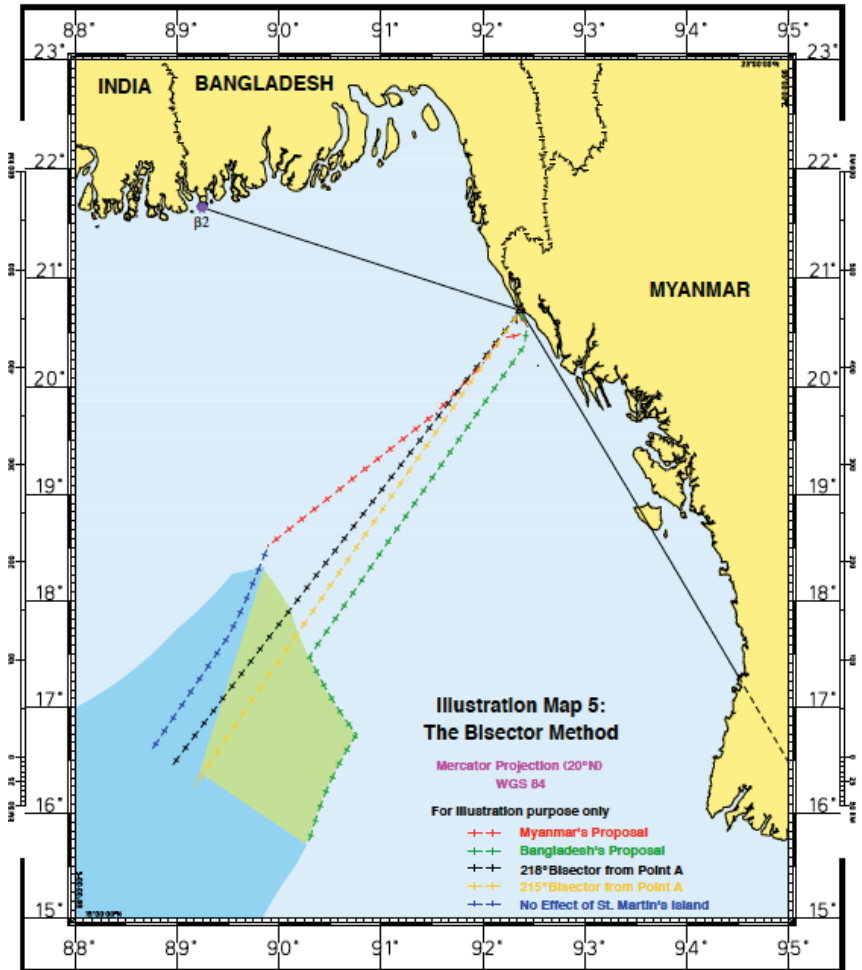 88° 89° 90° 91° 92° 93° 94° 95°
23° 23°
INDIA BANGLADESH
22° 22°
β2
21° 21°
MYANMAR
20° 20°
19° 19°
18° 18°
17° 17°
Illustration Map 5:
The Bisector Method
Mercator Projection (20°N)
WGS 84
16° 16°
For Illustration purpose only
Myanmar's Proposal
Bangladesh's Proposal
218°Bisector from Point A
215°Bisector from Point A
No Effect of St. Martin's Island
15° 15°
88° 89° 90° 91° 92° 93° 94° 95°